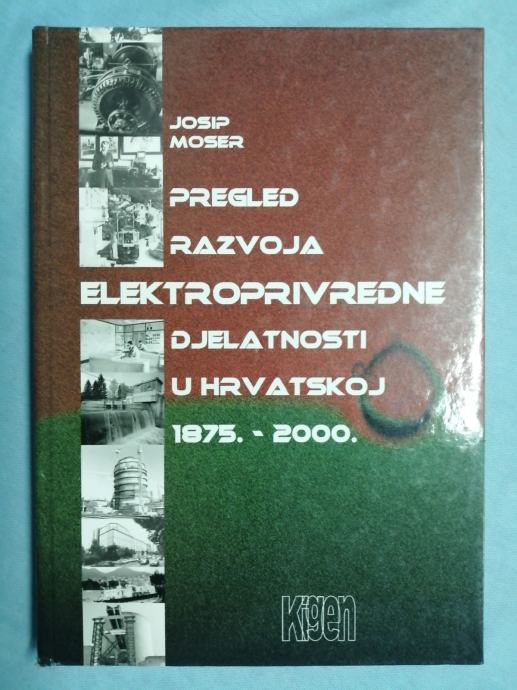 JOSIP
MOSER
PREGLED
RAZVOJA
ELEKTROPRIVREDNE
DJELATNOSTI
U HRVATSKOJ
1875. - 2000.
Kigen